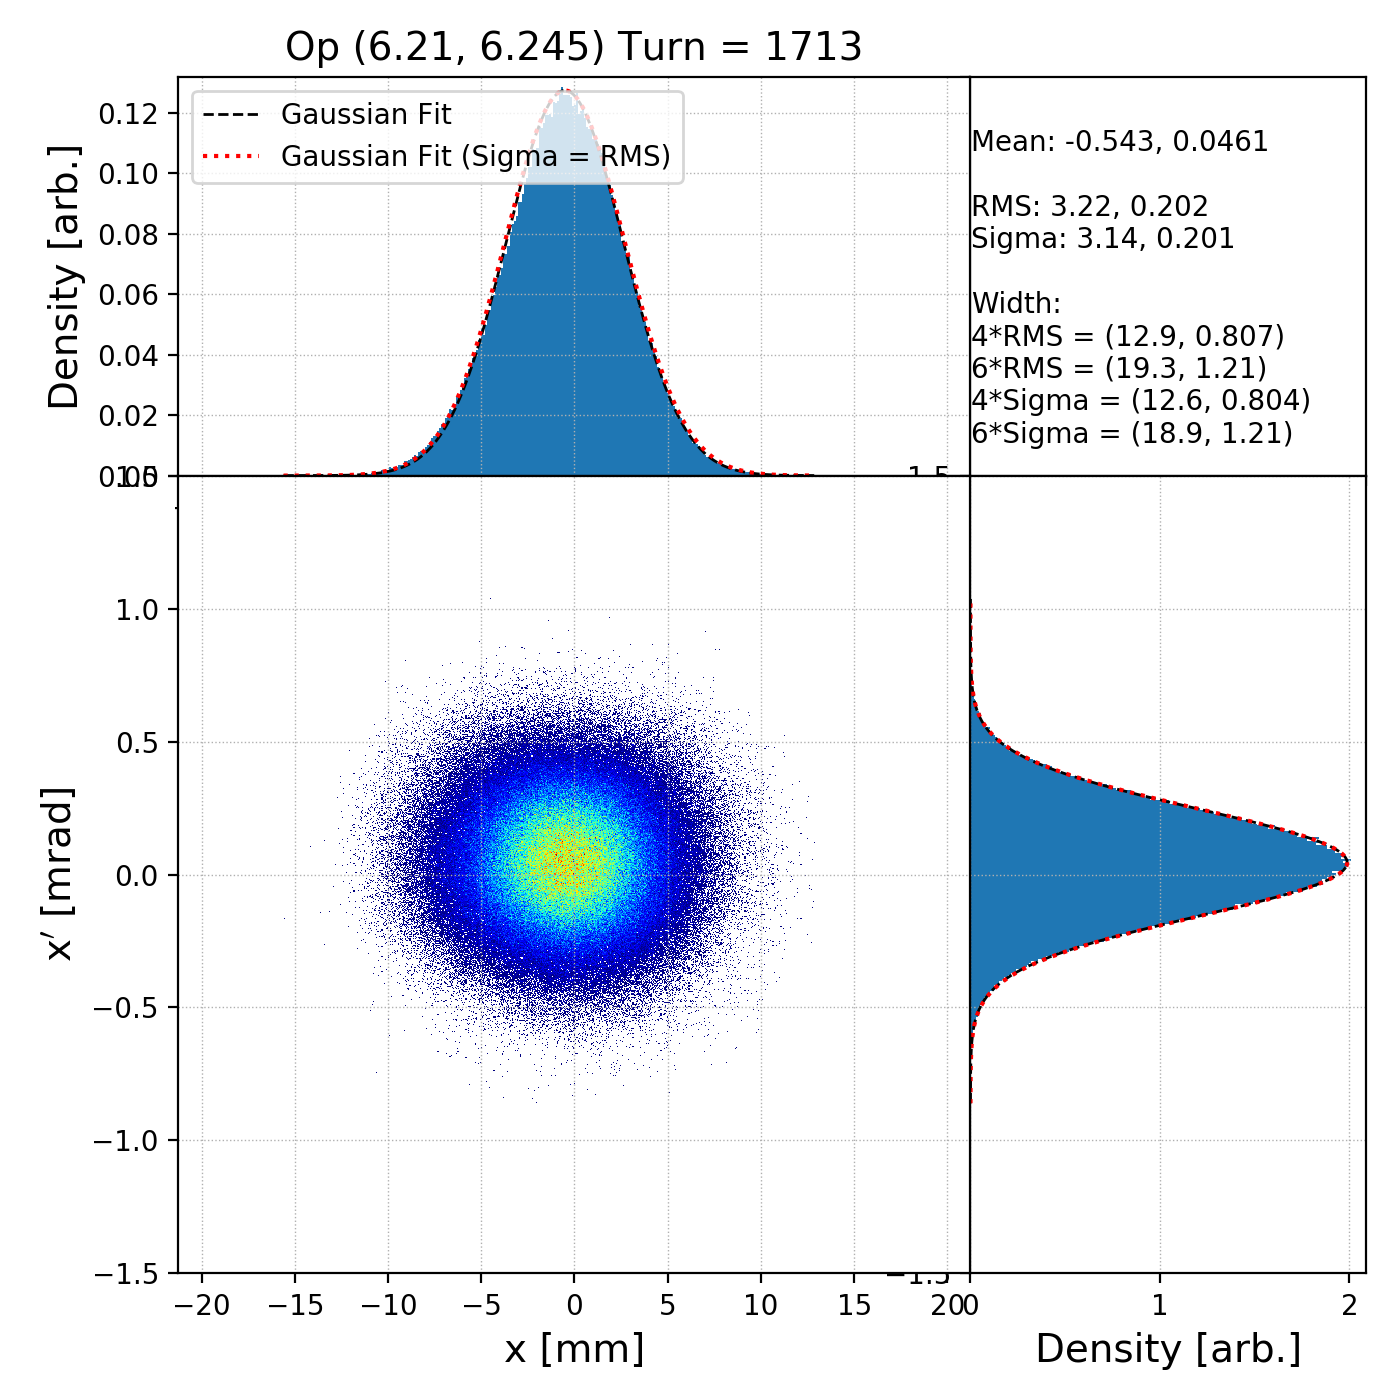 Op (6.21, 6.245) Turn = 1713
Gaussian Fit
Gaussian Fit (Sigma = RMS)
0.12
0.10
0.08
0.06
0.04
0.02
Density [arb.]
Mean: -0.543, 0.0461
RMS: 3.22, 0.202
Sigma: 3.14, 0.201
Width:
4*RMS = (12.9, 0.807)
6*RMS = (19.3, 1.21)
4*Sigma = (12.6, 0.804)
6*Sigma = (18.9, 1.21)
1.5
1.0
0.5
0.0
−0.5
−1.0
−1.5
x′ [mrad]
−1.5
−20 −15 −10 −5 0 5 10 15 20
x [mm]
0 1 2
Density [arb.]